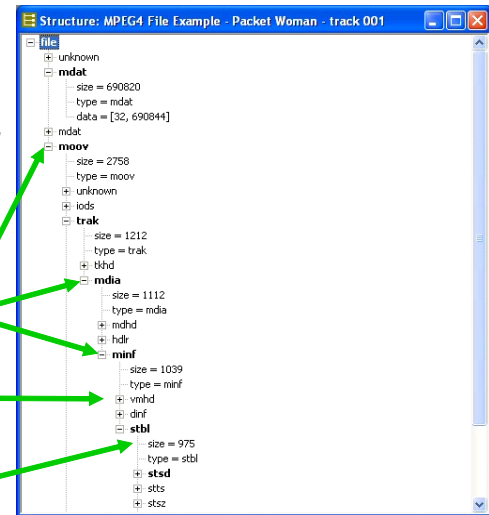 Structure: MPEG4 File Example - Packet Woman - track 001
file
unknown
mdat
size = 690820
type = mdat
data = [32, 690844]
mdat
moov
size = 2758
type = moov
unknown
iods
trak
size = 1212
type = trak
tkhd
mdia
size = 1112
type = mdia
mdhd
hdlr
minf
size = 1039
type = minf
vmhd
dinf
stbl
size = 975
type = stbl
stsd
stts
stsz